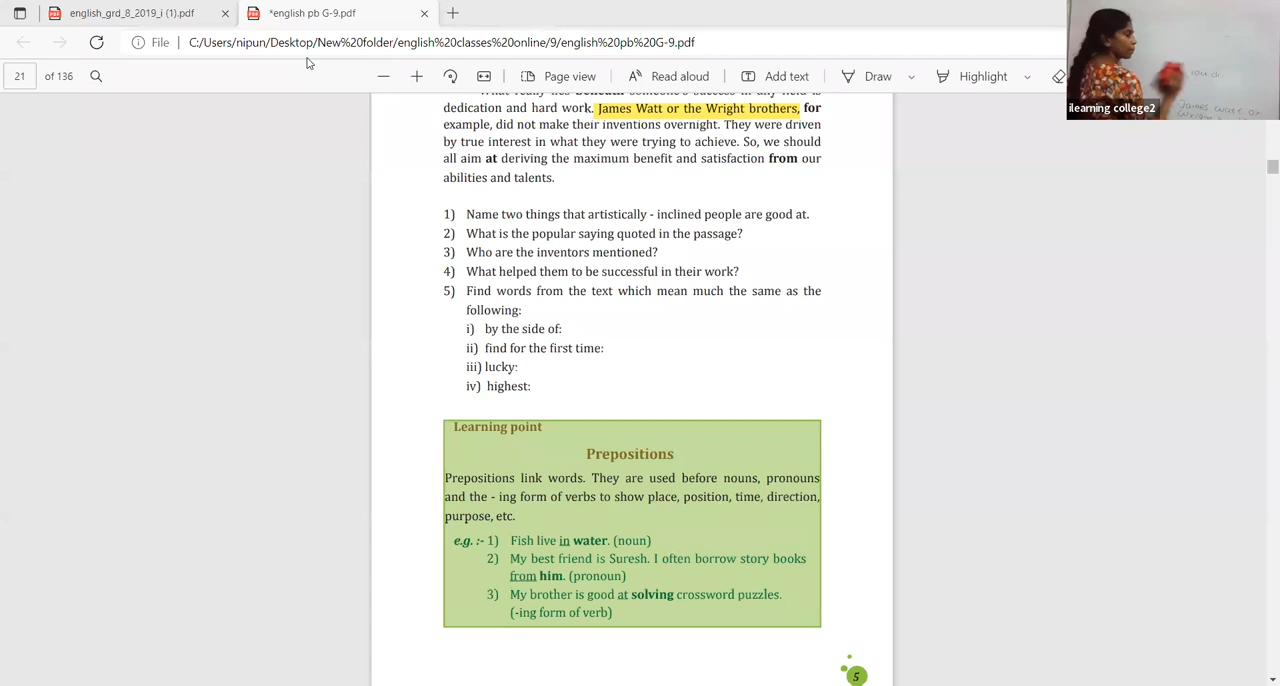 english_grd_8_2019_i (1).pdf
*english pb G-9.pdf
File
C:/Users/nipun/Desktop/New%20folder/english%20classes%20online/9/english%20pb%20G-9.pdf
21 of 136
Page view
Read aloud
Add text
Draw
Highlight
ilearning college2
What really lies beneath someone's success in any field is
dedication and hard work. James Watt or the Wright brothers, for
example, did not make their inventions overnight. They were driven
by true interest in what they were trying to achieve. So, we should
all aim at deriving the maximum benefit and satisfaction from our
abilities and talents.
1) Name two things that artistically - inclined people are good at.
2) What is the popular saying quoted in the passage?
3) Who are the inventors mentioned?
4) What helped them to be successful in their work?
5) Find words from the text which mean much the same as the
following:
i) by the side of:
ii) find for the first time:
iii) lucky:
iv) highest:
Learning point
Prepositions
Prepositions link words. They are used before nouns, pronouns
and the - ing form of verbs to show place, position, time, direction,
purpose, etc.
e.g. :- 1) Fish live in water. (noun)
2) My best friend is Suresh. I often borrow story books
from him. (pronoun)
3) My brother is good at solving crossword puzzles.
(-ing form of verb)
5